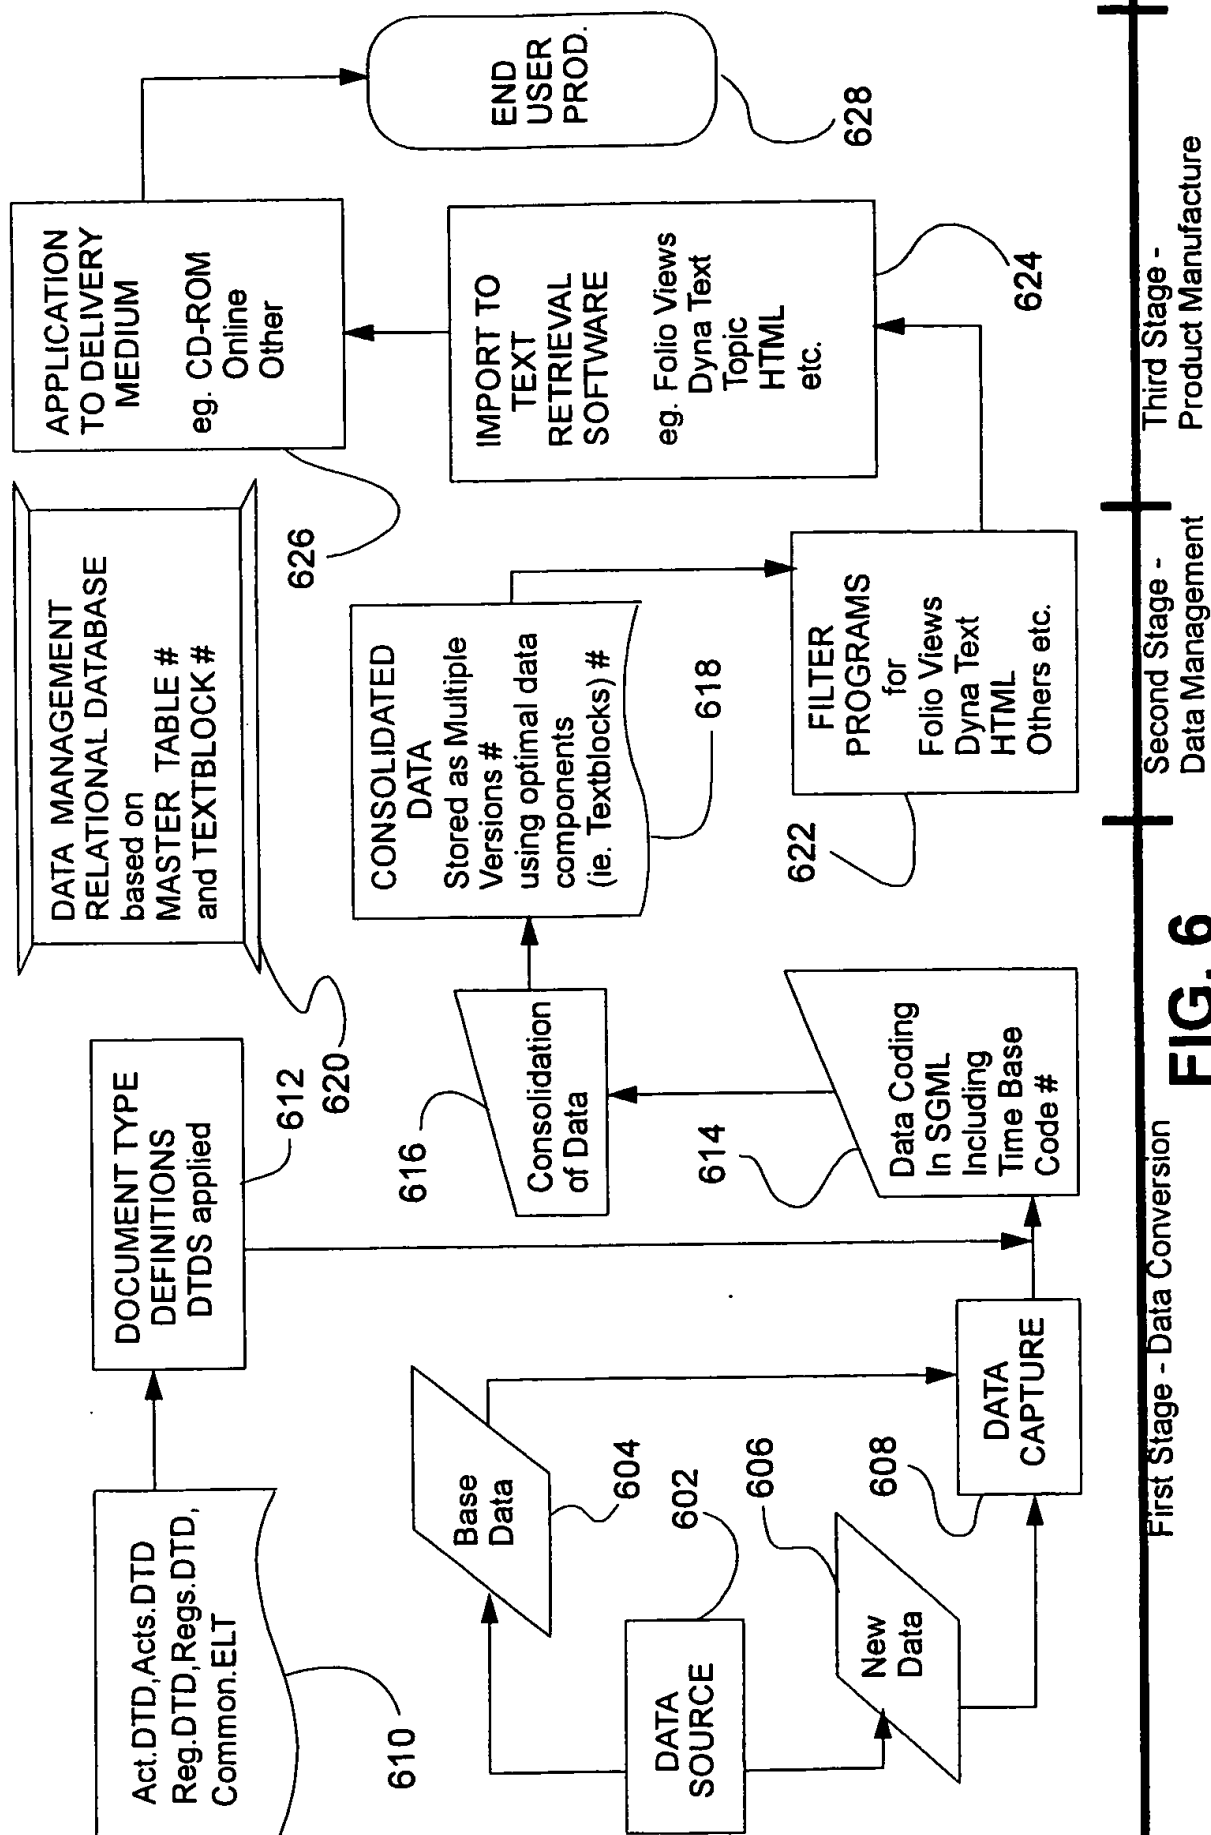 Act.DTD,Acts.DTD
Reg.DTD,Regs.DTD,
Common.ELT
610
DOCUMENT TYPE
DEFINITIONS
DTDS applied
612
DATA MANAGEMENT
RELATIONAL DATABASE
based on
MASTER TABLE #
and TEXTBLOCK #
620
APPLICATION
TO DELIVERY
MEDIUM
eg. CD-ROM
Online
Other
626
END
USER
PROD.
628
Base
Data
604
DATA
SOURCE
602
New
Data
606
DATA
CAPTURE
608
Data Coding
In SGML
Including
Time Base
Code #
614
Consolidation
of Data
616
CONSOLIDATED
DATA
Stored as Multiple
Versions #
using optimal data
components
(ie. Textblocks) #
618
FILTER
PROGRAMS
for
Folio Views
Dyna Text
HTML
Others etc.
622
IMPORT TO
TEXT
RETRIEVAL
SOFTWARE
eg. Folio Views
Dyna Text
Topic
HTML
etc.
624
First Stage - Data Conversion
Second Stage -
Data Management
Third Stage -
Product Manufacture
FIG. 6